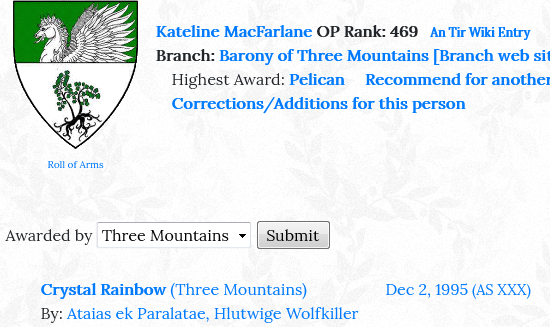 Kateline MacFarlane OP Rank: 469 An Tir Wiki Entry
Branch: Barony of Three Mountains [Branch web sit
Highest Award: Pelican Recommend for another
Corrections/Additions for this person
Roll of Arms
Awarded by Three Mountains Submit
Crystal Rainbow (Three Mountains) Dec 2, 1995 (AS XXX)
By: Ataias ek Paralatae, Hlutwige Wolfkiller